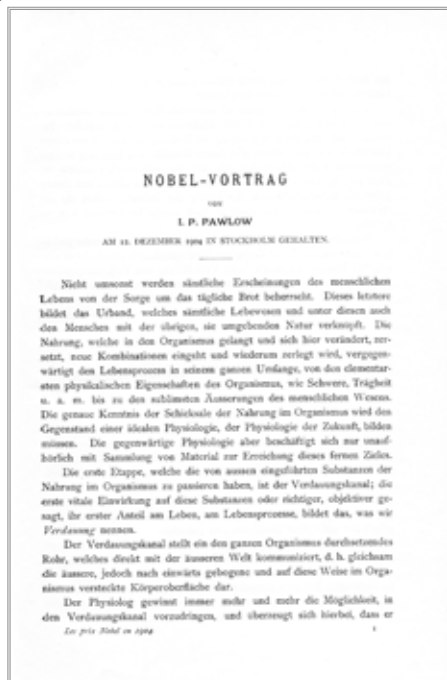 NOBEL-VORTRAG
VON
I. P. PAWLOW
AM 12. DEZEMBER 1904 IN STOCKHOLM GEHALTEN.
Nicht umsonst werden sämtliche Erscheinungen des menschlichen
Lebens von der Sorge um das tägliche Brot beherrscht. Dieses letztere
bildet das Urband, welches sämtliche Lebewesen und unter diesen auch
den Menschen mit der übrigen, sie umgebenden Natur verknüpft. Die
Nahrung, welche in den Organismus gelangt und sich hier verändert, zer-
setzt, neue Kombinationen eingeht und wiederum zerlegt wird, vergegen-
wärtigt den Lebensprocess in seinem ganzen Umfange, von den elementar-
sten physikalischen Eigenschaften des Organismus, wie Schwere, Trägheit
u. a. m. bis zu den sublimsten Äusserungen des menschlichen Wesens.
Die genaue Kenntnis der Schicksale der Nahrung im Organismus wird den
Gegenstand einer idealen Physiologie, der Physiologie der Zukunft, bilden
müssen. Die gegenwärtige Physiologie aber beschäftigt sich nur unauf-
hörlich mit Sammlung von Material zur Erreichung dieses fernen Zieles.
Die erste Etappe, welche die von aussen eingeführten Substanzen der
Nahrung im Organismus zu passieren haben, ist der Verdauungskanal; die
erste vitale Einwirkung auf diese Substanzen oder richtiger, objektiver ge-
sagt, ihr erster Anteil am Leben, am Lebensprocesse, bildet das, was wir
Verdauung nennen.
Der Verdauungskanal stellt ein den ganzen Organismus durchsetzendes
Rohr, welches direkt mit der äusseren Welt kommuniziert, d. h. gleichsam
die äussere, jedoch nach einwärts gebogene und auf diese Weise im Orga-
nismus versteckte Körperoberfläche dar.
Der Physiolog gewinnt immer mehr und mehr die Möglichkeit, in
den Verdauungskanal vorzudringen, und überzeugt sich hierbei, dass er
Les prix Nobel en 1904. 1